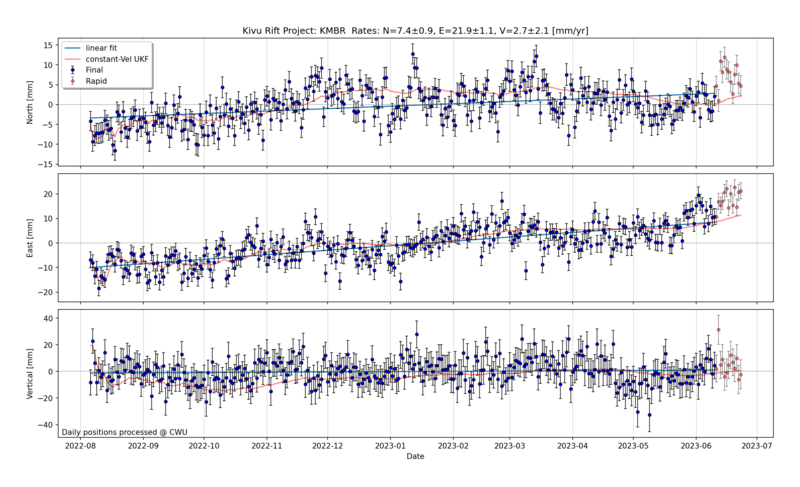 Kivu Rift Project: KMBR  Rates: N=7.4±0.9, E=21.9±1.1, V=2.7±2.1 [mm/yr]
linear fit
constant-Vel UKF
Final
Rapid
North [mm]
15
10
5
0
−5
−10
−15
East [mm]
20
10
0
−10
−20
Vertical [mm]
40
20
0
−20
−40
Daily positions processed @ CWU
2022-08 2022-09 2022-10 2022-11 2022-12 2023-01 2023-02 2023-03 2023-04 2023-05 2023-06 2023-07
Date